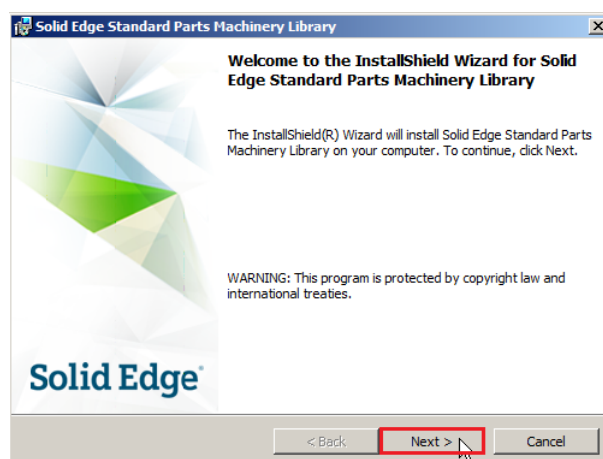 Solid Edge Standard Parts Machinery Library
Welcome to the InstallShield Wizard for Solid
Edge Standard Parts Machinery Library
The InstallShield(R) Wizard will install Solid Edge Standard Parts
Machinery Library on your computer. To continue, click Next.
WARNING: This program is protected by copyright law and
international treaties.
Solid Edge
< Back
Next >
Cancel